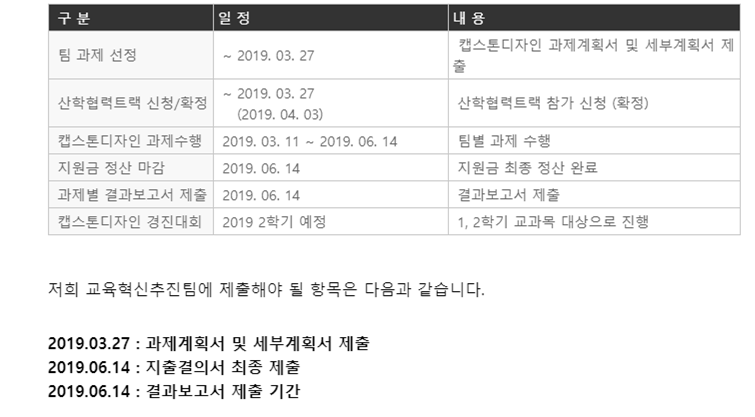 구 분 일 정 내 용
팀 과제 선정 ~ 2019. 03. 27 캡스톤디자인 과제계획서 및 세부계획서 제
출
산학협력트랙 신청/확정 ~ 2019. 03. 27
(2019. 04. 03) 산학협력트랙 참가 신청 (확정)
캡스톤디자인 과제수행 2019. 03. 11 ~ 2019. 06. 14 팀별 과제 수행
지원금 정산 마감 2019. 06. 14 지원금 최종 정산 완료
과제별 결과보고서 제출 2019. 06. 14 결과보고서 제출
캡스톤디자인 경진대회 2019 2학기 예정 1, 2학기 교과목 대상으로 진행
저희 교육혁신추진팀에 제출해야 될 항목은 다음과 같습니다.
2019.03.27 : 과제계획서 및 세부계획서 제출
2019.06.14 : 지출결의서 최종 제출
2019.06.14 : 결과보고서 제출 기간